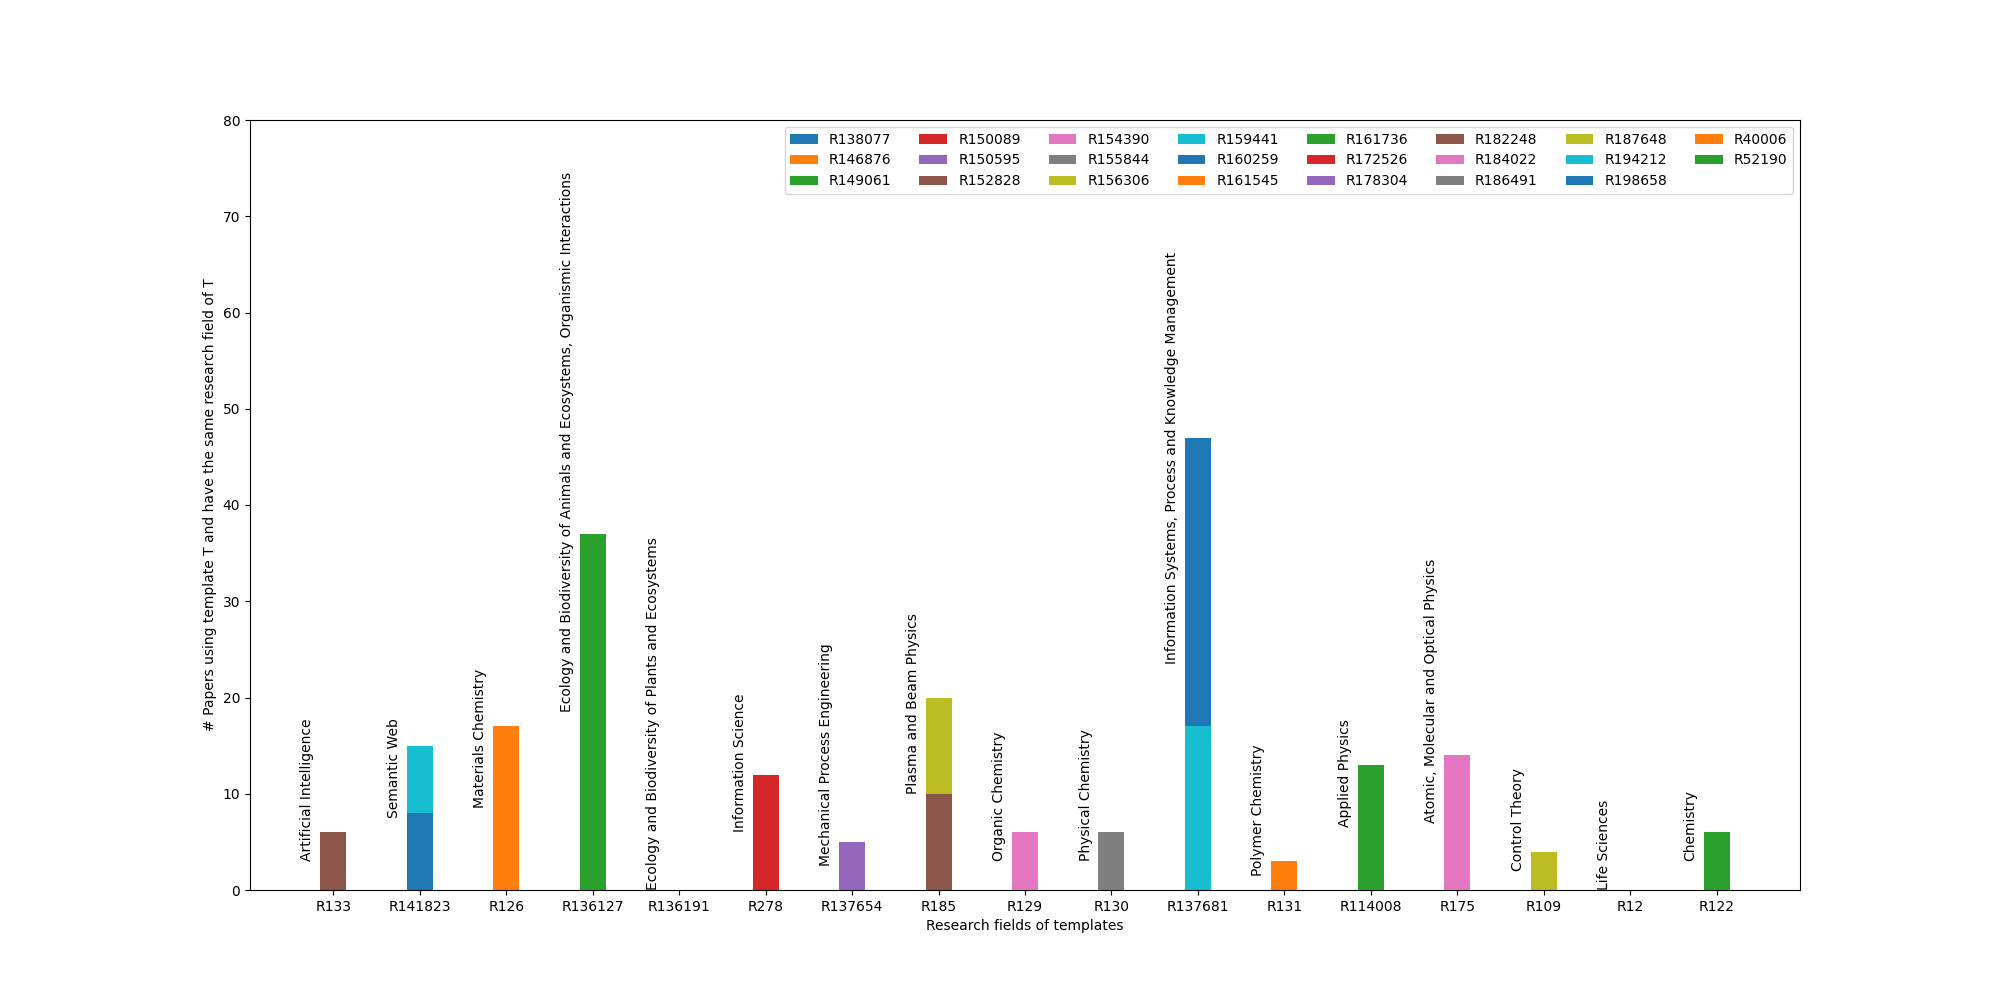 R138077 R150089 R154390 R159441 R161736 R182248 R187648 R40006
R146876 R150595 R155844 R160259 R172526 R184022 R194212 R52190
R149061 R152828 R156306 R161545 R178304 R186491 R198658
80
70
60
50
40
30
20
10
0
# Papers using template T and have the same research field of T
Artificial Intelligence
Semantic Web
Materials Chemistry
Ecology and Biodiversity of Animals and Ecosystems, Organismic Interactions
Ecology and Biodiversity of Plants and Ecosystems
Information Science
Mechanical Process Engineering
Plasma and Beam Physics
Organic Chemistry
Physical Chemistry
Information Systems, Process and Knowledge Management
Polymer Chemistry
Applied Physics
Atomic, Molecular and Optical Physics
Control Theory
Life Sciences
Chemistry
R133 R141823 R126 R136127 R136191 R278 R137654 R185 R129 R130 R137681 R131 R114008 R175 R109 R12 R122
Research fields of templates